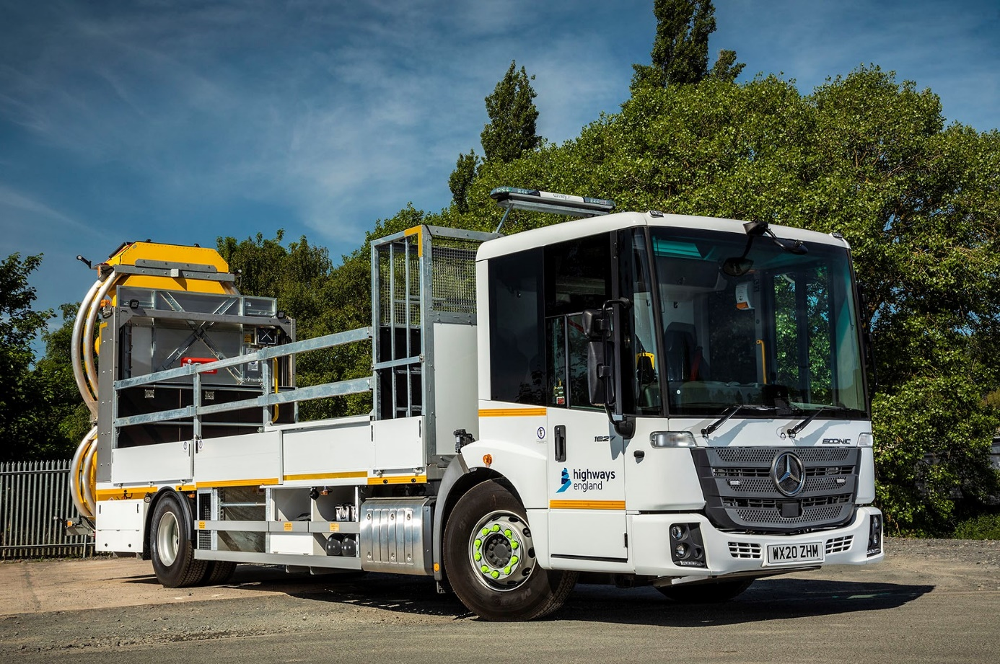 1827
ECONIC
highways
england
WX20 ZHM